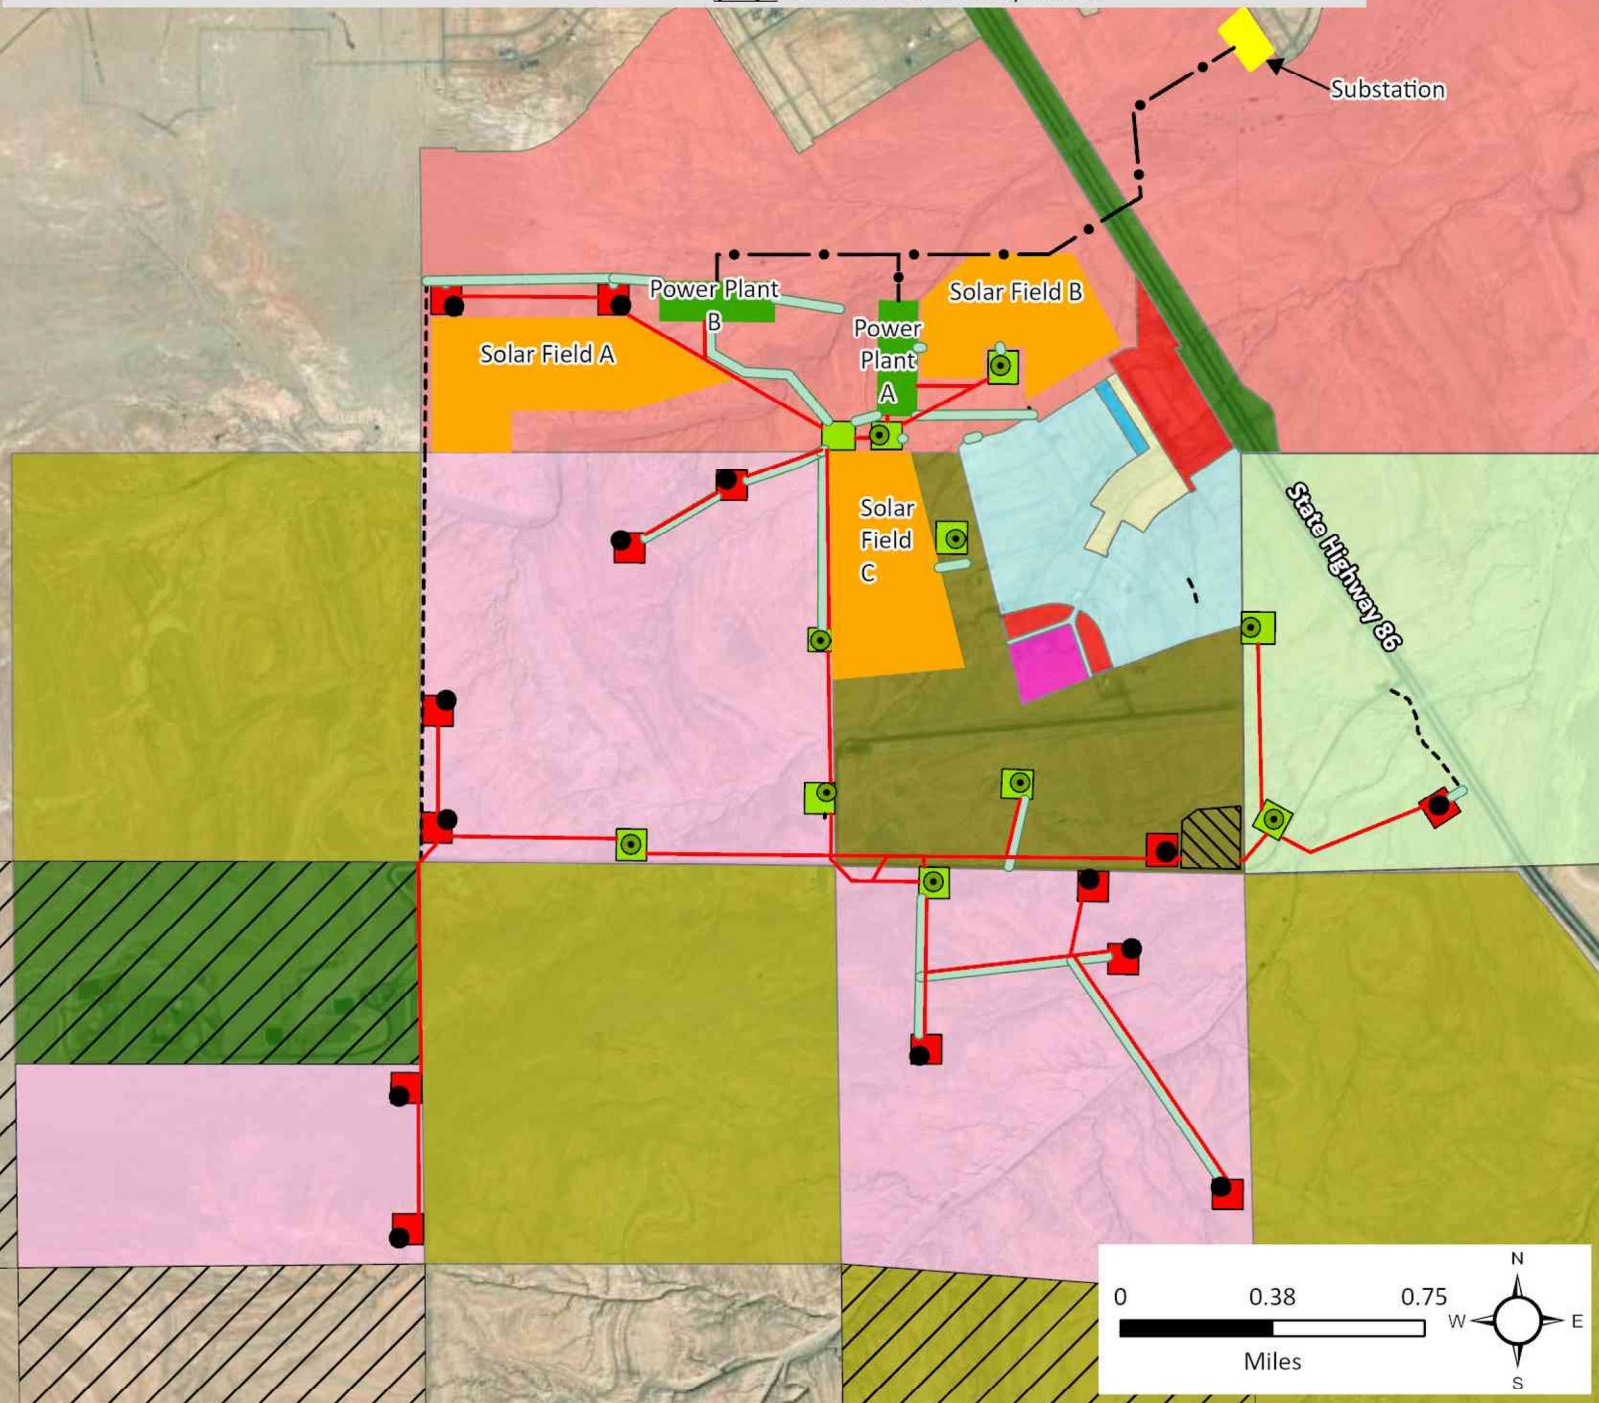 Substation
Power Plant
B
Solar Field B
Power
Plant
A
Solar Field A
Solar
Field
C
State Highway 86
N
0 0.38 0.75
W E
Miles
S